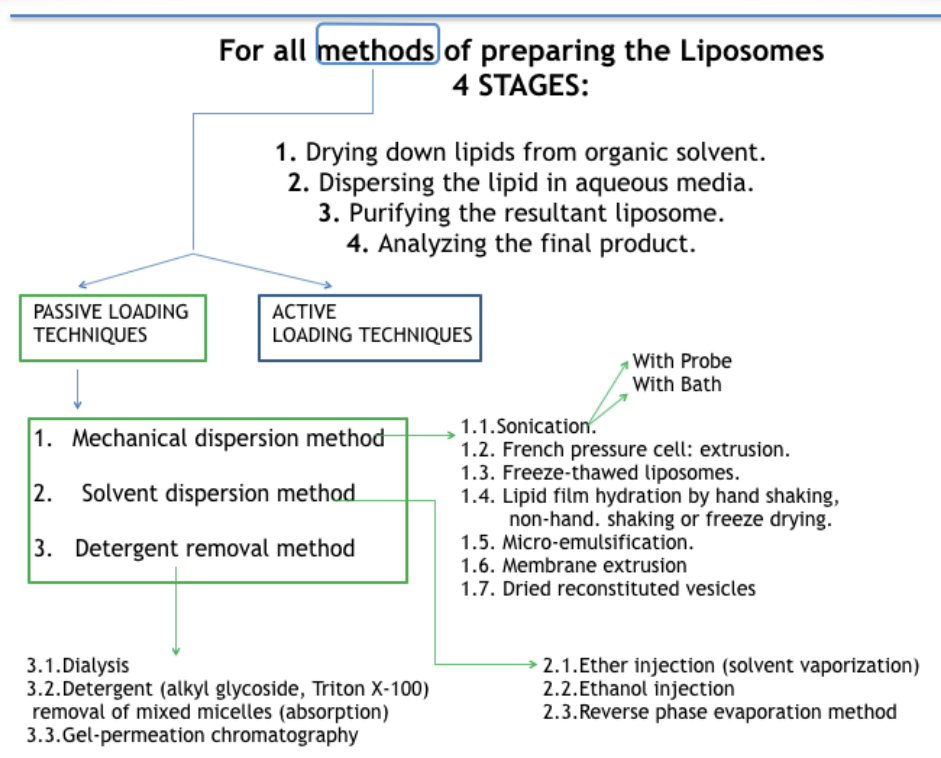 For all methods of preparing the Liposomes
4 STAGES:
1. Drying down lipids from organic solvent.
2. Dispersing the lipid in aqueous media.
3. Purifying the resultant liposome.
4. Analyzing the final product.
PASSIVE LOADING
TECHNIQUES
ACTIVE
LOADING TECHNIQUES
1. Mechanical dispersion method
2. Solvent dispersion method
3. Detergent removal method
With Probe
With Bath
1.1.Sonication.
1.2. French pressure cell: extrusion.
1.3. Freeze-thawed liposomes.
1.4. Lipid film hydration by hand shaking,
non-hand. shaking or freeze drying.
1.5. Micro-emulsification.
1.6. Membrane extrusion
1.7. Dried reconstituted vesicles
3.1.Dialysis
3.2.Detergent (alkyl glycoside, Triton X-100)
removal of mixed micelles (absorption)
3.3.Gel-permeation chromatography
2.1.Ether injection (solvent vaporization)
2.2.Ethanol injection
2.3.Reverse phase evaporation method